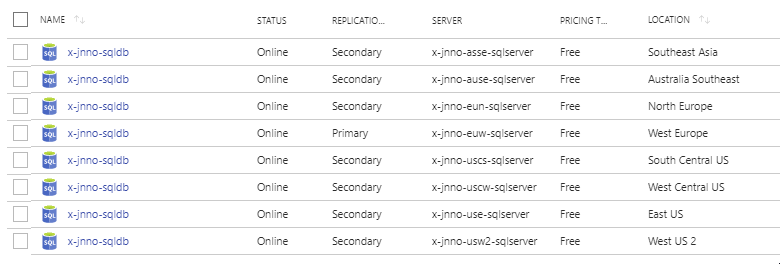 NAME ↑↓ STATUS REPLICATIO... SERVER PRICING T... LOCATION ↑↓
SQL x-jnno-sqldb Online Secondary x-jnno-asse-sqlserver Free Southeast Asia
SQL x-jnno-sqldb Online Secondary x-jnno-ause-sqlserver Free Australia Southeast
SQL x-jnno-sqldb Online Secondary x-jnno-eun-sqlserver Free North Europe
SQL x-jnno-sqldb Online Primary x-jnno-euw-sqlserver Free West Europe
SQL x-jnno-sqldb Online Secondary x-jnno-uscs-sqlserver Free South Central US
SQL x-jnno-sqldb Online Secondary x-jnno-uscw-sqlserver Free West Central US
SQL x-jnno-sqldb Online Secondary x-jnno-use-sqlserver Free East US
SQL x-jnno-sqldb Online Secondary x-jnno-usw2-sqlserver Free West US 2